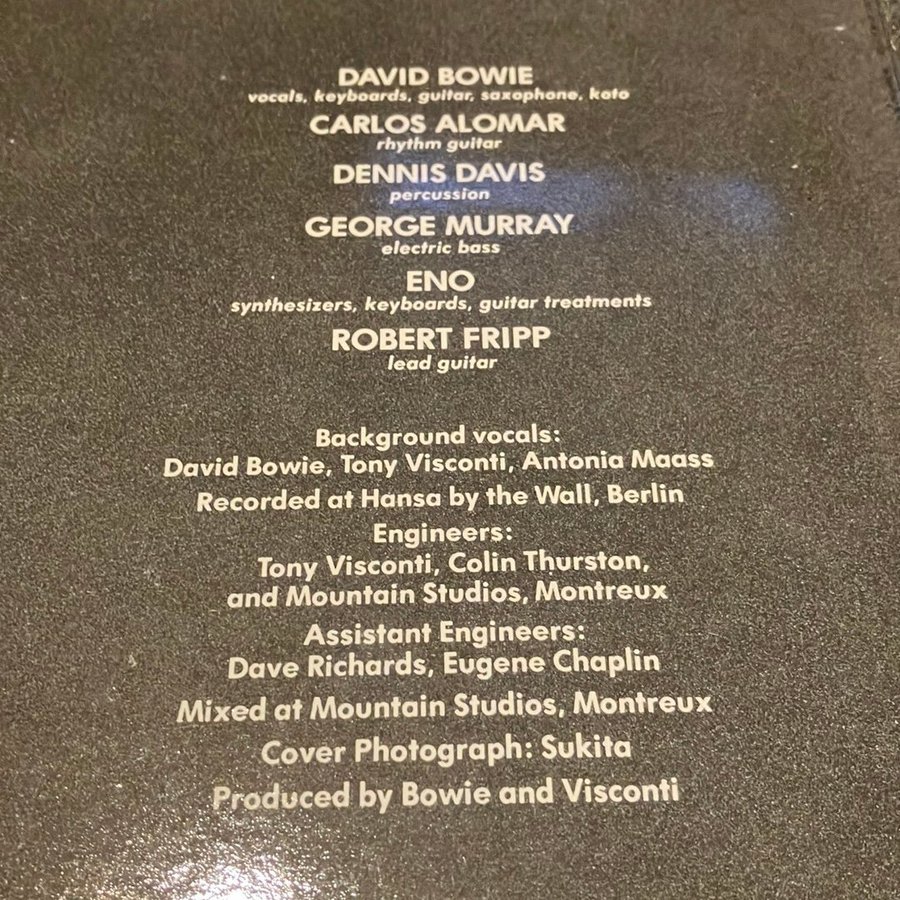 DAVID BOWIE
vocals, keyboards, guitar, saxophone, koto
CARLOS ALOMAR
rhythm guitar
DENNIS DAVIS
percussion
GEORGE MURRAY
electric bass
ENO
synthesizers, keyboards, guitar treatments
ROBERT FRIPP
lead guitar
Background vocals:
David Bowie, Tony Visconti, Antonia Maass
Recorded at Hansa by the Wall, Berlin
Engineers:
Tony Visconti, Colin Thurston,
and Mountain Studios, Montreux
Assistant Engineers:
Dave Richards, Eugene Chaplin
Mixed at Mountain Studios, Montreux
Cover Photograph: Sukita
Produced by Bowie and Visconti